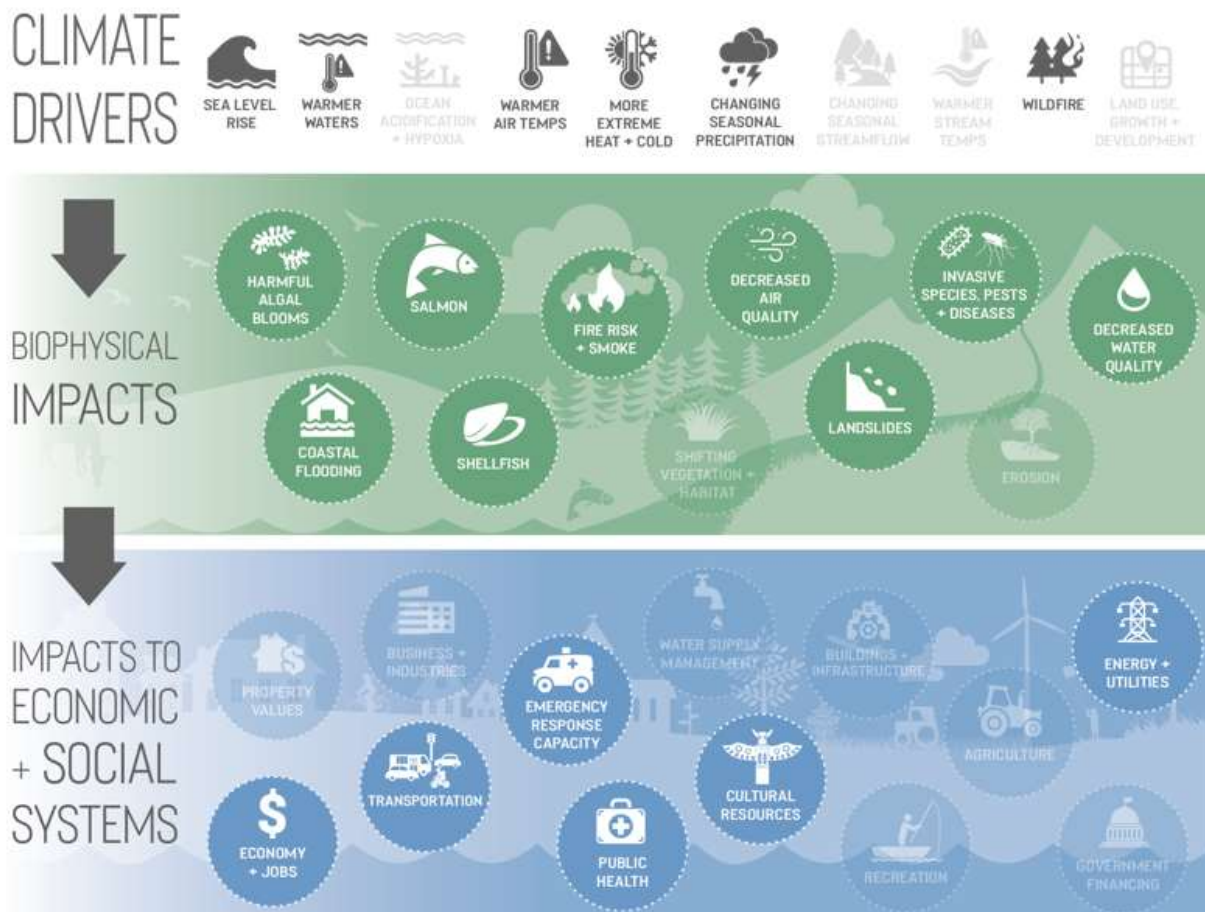 CLIMATE
DRIVERS
SEA LEVEL
RISE
WARMER
WATERS
OCEAN
ACIDIFICATION
+ HYPOXIA
WARMER
AIR TEMPS
MORE
EXTREME
HEAT + COLD
CHANGING
SEASONAL
PRECIPITATION
CHANGING
SEASONAL
STREAMFLOW
WARMER
STREAM
TEMPS
WILDFIRE
LAND USE,
GROWTH +
DEVELOPMENT
BIOPHYSICAL
IMPACTS
HARMFUL
ALGAL
BLOOMS
SALMON
FIRE RISK
+ SMOKE
DECREASED
AIR
QUALITY
INVASIVE
SPECIES, PESTS
+ DISEASES
DECREASED
WATER
QUALITY
COASTAL
FLOODING
SHELLFISH
SHIFTING
VEGETATION +
HABITAT
LANDSLIDES
EROSION
IMPACTS TO
ECONOMIC
+ SOCIAL
SYSTEMS
PROPERTY
VALUES
BUSINESS +
INDUSTRIES
EMERGENCY
RESPONSE
CAPACITY
WATER SUPPLY
MANAGEMENT
BUILDINGS +
INFRASTRUCTURE
ENERGY +
UTILITIES
AGRICULTURE
ECONOMY
+ JOBS
$
TRANSPORTATION
PUBLIC
HEALTH
CULTURAL
RESOURCES
RECREATION
GOVERNMENT
FINANCING